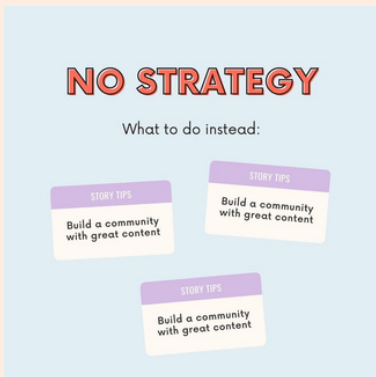 NO STRATEGY
What to do instead:
STORY TIPS
Build a community
with great content
STORY TIPS
Build a community
with great content
STORY TIPS
Build a community
with great content